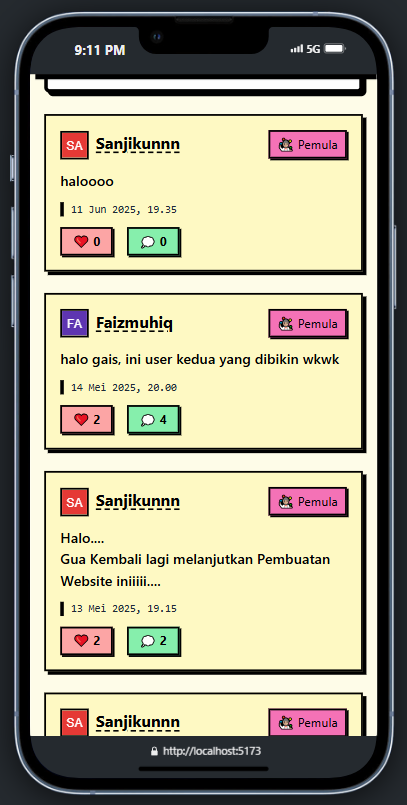 9:11 PM
5G
SA Sanjikunnn Pemula
haloooo
11 Jun 2025, 19.35
0 0
FA Faizmuhiq Pemula
halo gais, ini user kedua yang dibikin wkwk
14 Mei 2025, 20.00
2 4
SA Sanjikunnn Pemula
Halo....
Gua Kembali lagi melanjutkan Pembuatan
Website iniiiii....
13 Mei 2025, 19.15
2 2
SA Sanjikunnn Pemula
http://localhost:5173